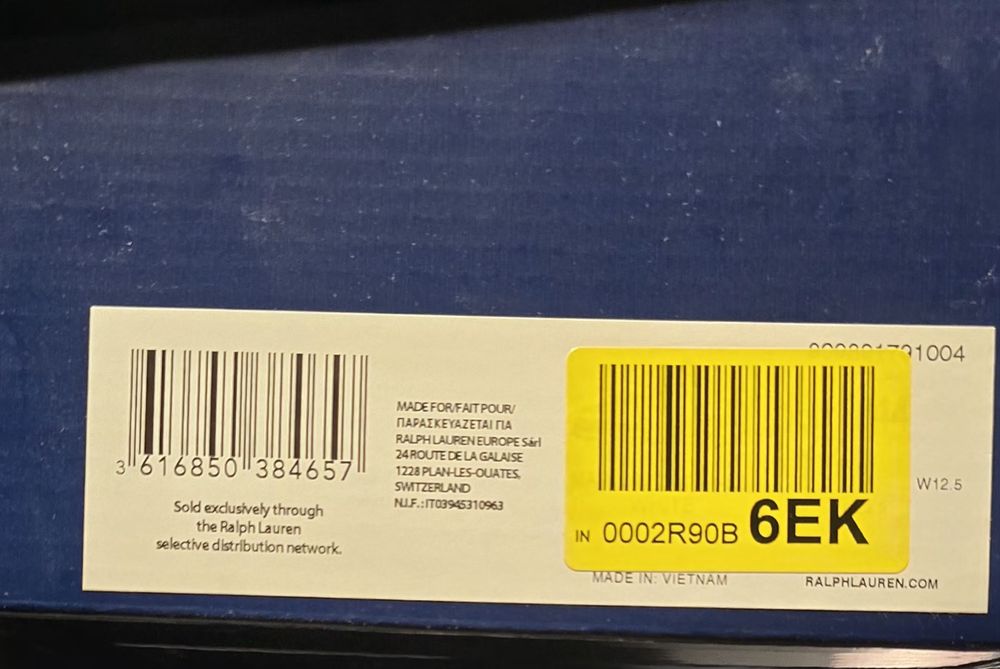 3 616850 384657
Sold exclusively through
the Ralph Lauren
selective distribution network.
MADE FOR/FAIT POUR/
ΠΑΡΑΣΚΕΥΑΖΕΤΑΙ ΓΙΑ
RALPH LAUREN EUROPE Sárl
24 ROUTE DE LA GALAISE
1228 PLAN-LES-OUATES,
SWITZERLAND
N.I.F.: IT03945310963
W12.5
IN 0002R90B 6EK
MADE IN: VIETNAM
RALPHLAUREN.COM